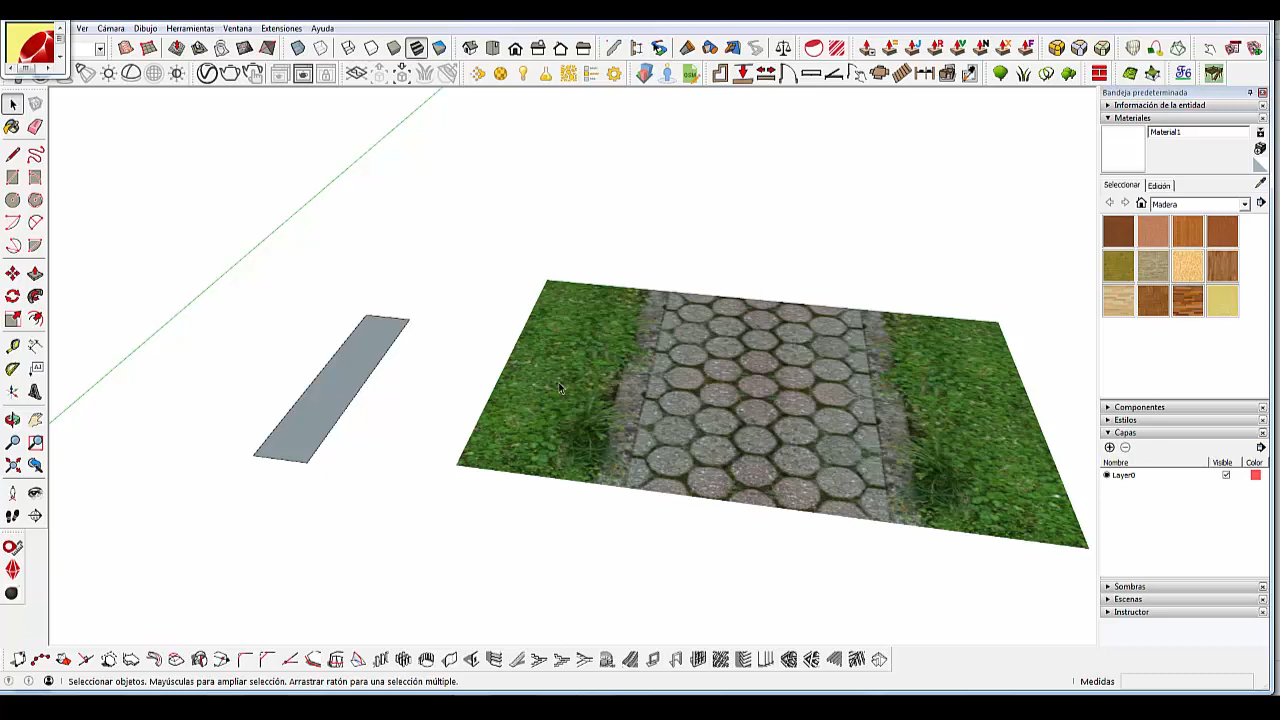 Ver Cámara Dibujo Herramientas Ventana Extensiones Ayuda
Bandeja predeterminada
Información de la entidad
Materiales
Material1
Seleccionar Edición
Madera
Componentes
Estilos
Capas
Nombre Visible Color
Layer0
Sombras
Escenas
Instructor
Seleccionar objetos. Mayúsculas para ampliar selección. Arrastrar ratón para una selección múltiple.
Medidas